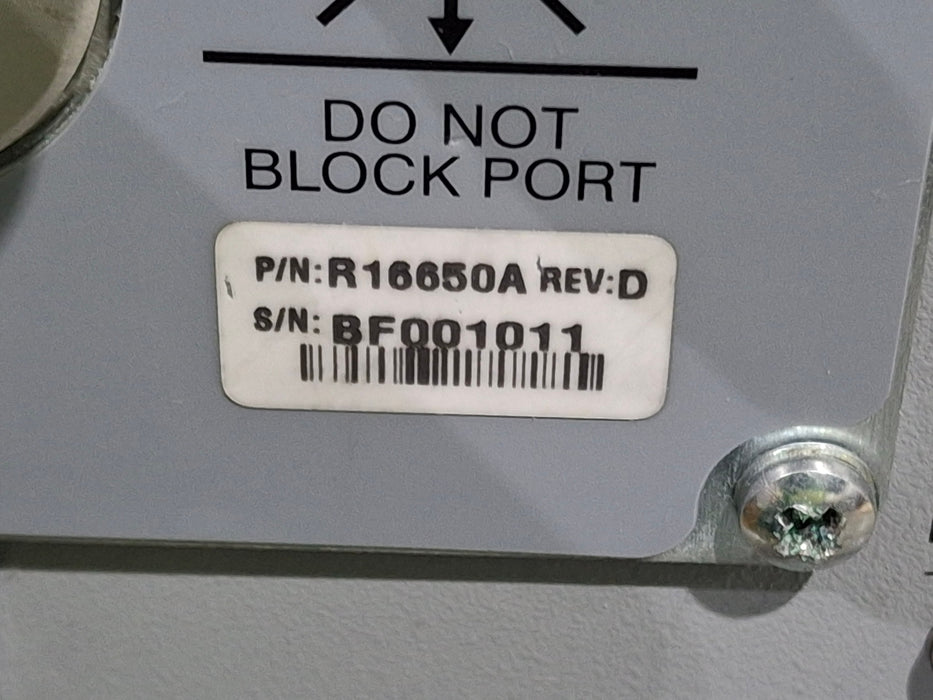 DO NOT
BLOCK PORT
P/N: R16650A REV: D
S/N: BF001011